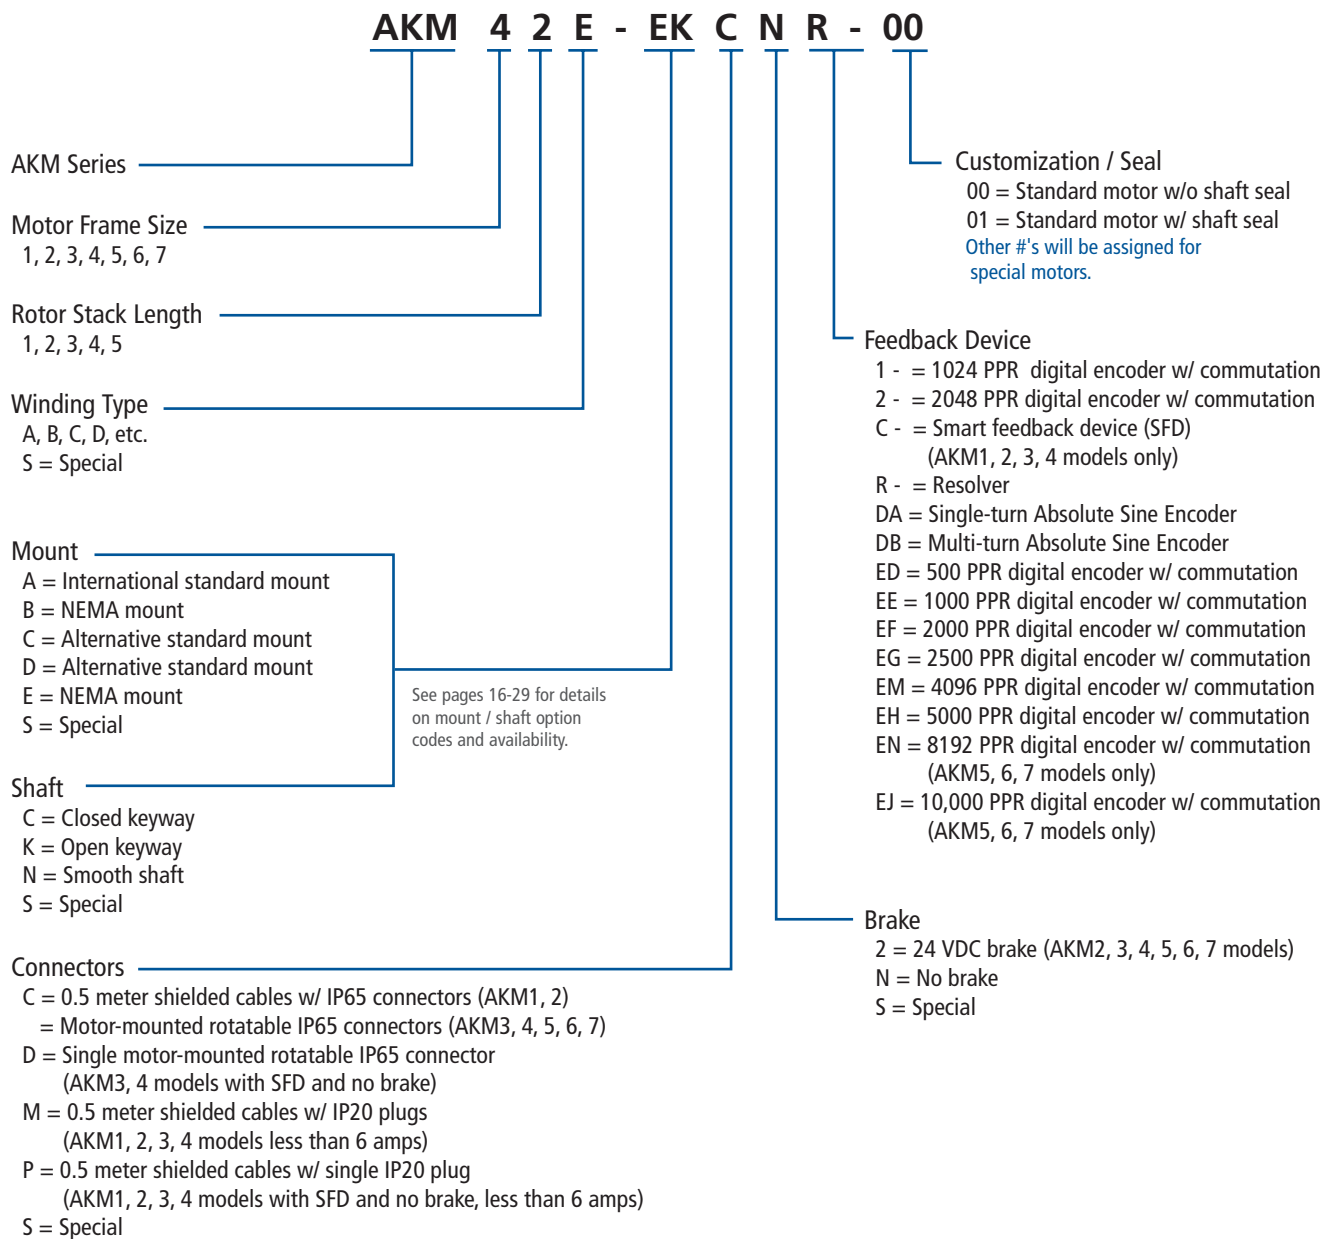 AKM 4 2 E - EK C N R - 00
AKM Series
Motor Frame Size
1, 2, 3, 4, 5, 6, 7
Rotor Stack Length
1, 2, 3, 4, 5
Winding Type
A, B, C, D, etc.
S = Special
Mount
A = International standard mount
B = NEMA mount
C = Alternative standard mount
D = Alternative standard mount
E = NEMA mount
S = Special
See pages 16-29 for details
on mount / shaft option
codes and availability.
Shaft
C = Closed keyway
K = Open keyway
N = Smooth shaft
S = Special
Connectors
C = 0.5 meter shielded cables w/ IP65 connectors (AKM1, 2)
= Motor-mounted rotatable IP65 connectors (AKM3, 4, 5, 6, 7)
D = Single motor-mounted rotatable IP65 connector
(AKM3, 4 models with SFD and no brake)
M = 0.5 meter shielded cables w/ IP20 plugs
(AKM1, 2, 3, 4 models less than 6 amps)
P = 0.5 meter shielded cables w/ single IP20 plug
(AKM1, 2, 3, 4 models with SFD and no brake, less than 6 amps)
S = Special
Customization / Seal
00 = Standard motor w/o shaft seal
01 = Standard motor w/ shaft seal
Other #'s will be assigned for
special motors.
Feedback Device
1 - = 1024 PPR digital encoder w/ commutation
2 - = 2048 PPR digital encoder w/ commutation
C - = Smart feedback device (SFD)
(AKM1, 2, 3, 4 models only)
R - = Resolver
DA = Single-turn Absolute Sine Encoder
DB = Multi-turn Absolute Sine Encoder
ED = 500 PPR digital encoder w/ commutation
EE = 1000 PPR digital encoder w/ commutation
EF = 2000 PPR digital encoder w/ commutation
EG = 2500 PPR digital encoder w/ commutation
EM = 4096 PPR digital encoder w/ commutation
EH = 5000 PPR digital encoder w/ commutation
EN = 8192 PPR digital encoder w/ commutation
(AKM5, 6, 7 models only)
EJ = 10,000 PPR digital encoder w/ commutation
(AKM5, 6, 7 models only)
Brake
2 = 24 VDC brake (AKM2, 3, 4, 5, 6, 7 models)
N = No brake
S = Special